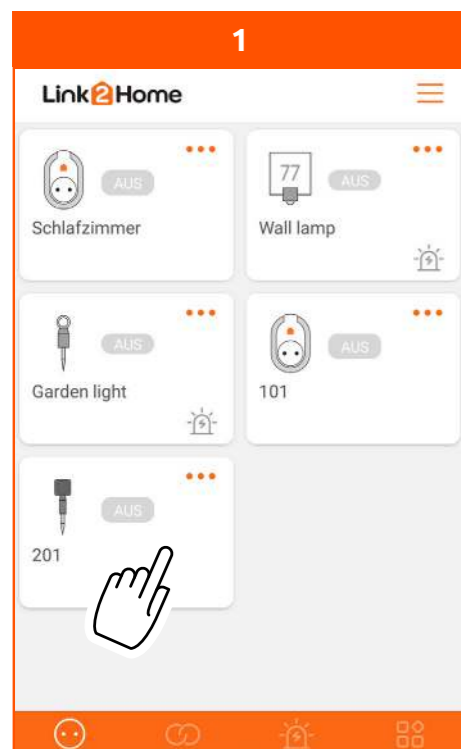 1
Link2Home
AUS
Schlafzimmer
77
AUS
Wall lamp
AUS
Garden light
AUS
101
AUS
201